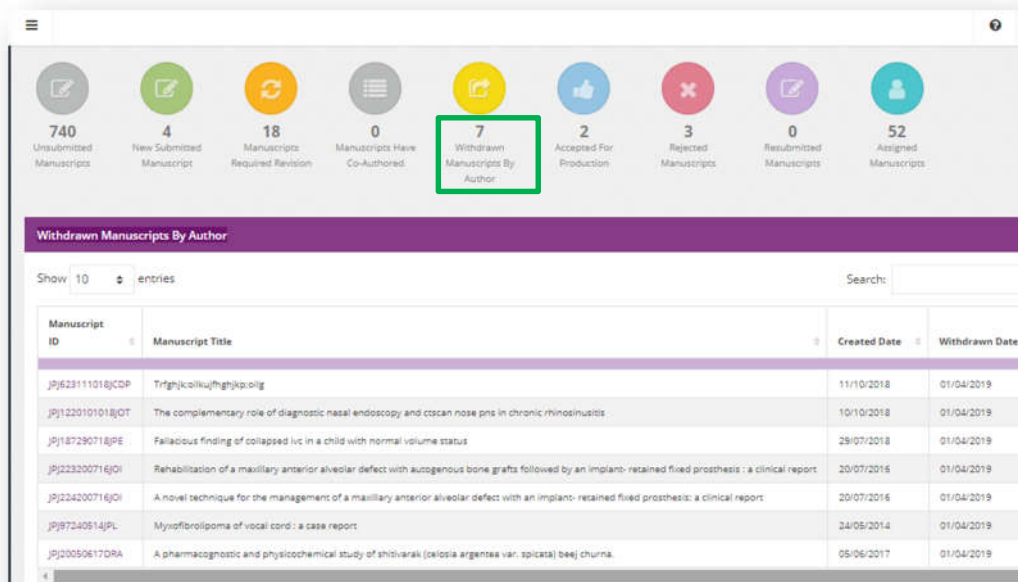 740
Unsubmitted
Manuscripts
4
New Submitted
Manuscript
18
Manuscripts
Required Revision
0
Manuscripts Have
Co-Authored
7
Withdrawn
Manuscripts By
Author
2
Accepted For
Production
3
Rejected
Manuscripts
0
Resubmitted
Manuscripts
52
Assigned
Manuscripts
Withdrawn Manuscripts By Author
Show 10 entries Search:
Manuscript ID Manuscript Title Created Date Withdrawn Date
JPJ623111018JCDP Trfghjk;oilkujfhghjkp;oilg 11/10/2018 01/04/2019
JPJ1220101018JOT The complementary role of diagnostic nasal endoscopy and ctscan nose pns in chronic rhinosinusitis 10/10/2018 01/04/2019
JPJ187290718JPE Fallacious finding of collapsed ivc in a child with normal volume status 29/07/2018 01/04/2019
JPJ223200716JOI Rehabilitation of a maxillary anterior alveolar defect with autogenous bone grafts followed by an implant- retained fixed prosthesis : a clinical report 20/07/2016 01/04/2019
JPJ224200716JOI A novel technique for the management of a maxillary anterior alveolar defect with an implant- retained fixed prosthesis: a clinical report 20/07/2016 01/04/2019
JPJ97240514JPL Myxofibrolipoma of vocal cord : a case report 24/05/2014 01/04/2019
JPJ20050617DRA A pharmacognostic and physicochemical study of shitivarak (celosia argentea var. spicata) beej churna. 05/06/2017 01/04/2019